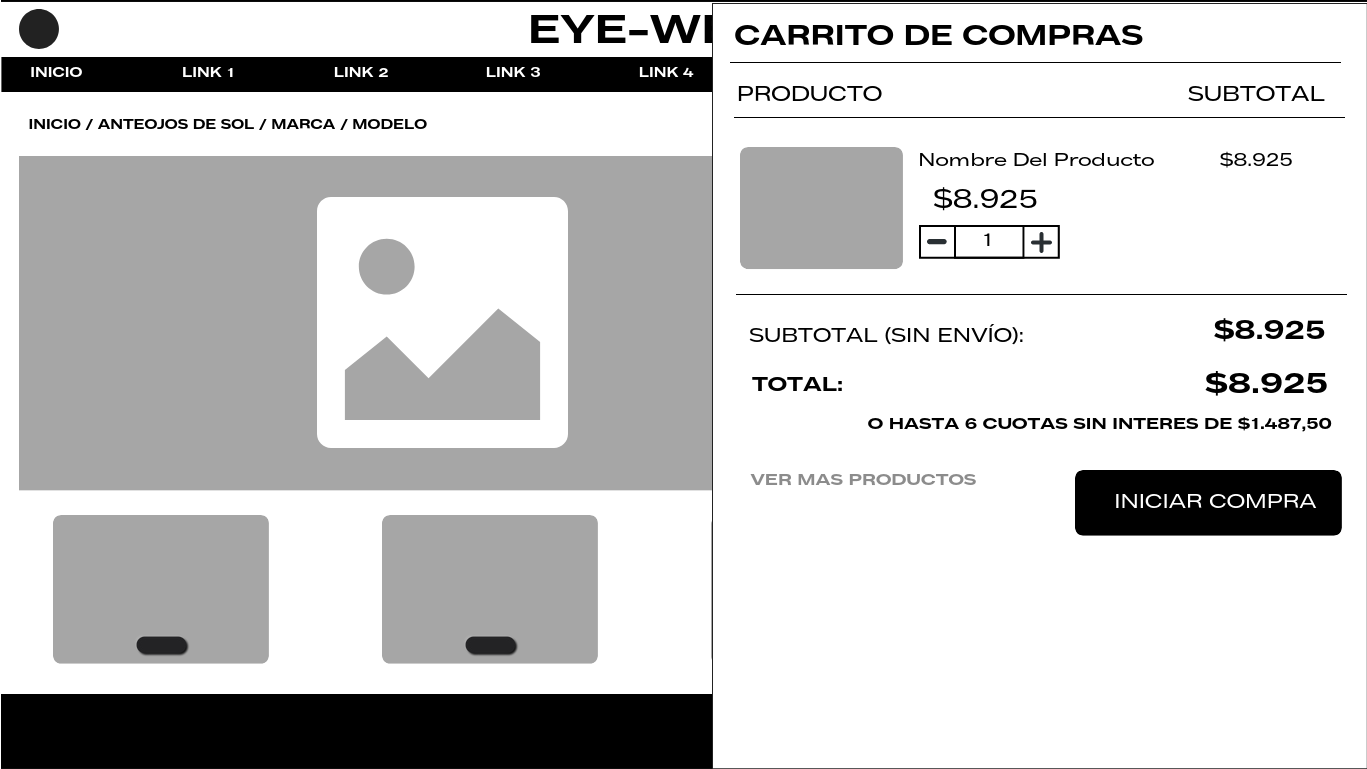 EYE-WE
INICIO LINK 1 LINK 2 LINK 3 LINK 4
INICIO / ANTEOJOS DE SOL / MARCA / MODELO
CARRITO DE COMPRAS
PRODUCTO SUBTOTAL
Nombre Del Producto $8.925
$8.925
1
SUBTOTAL (SIN ENVÍO): $8.925
TOTAL: $8.925
O HASTA 6 CUOTAS SIN INTERES DE $1.487,50
VER MAS PRODUCTOS
INICIAR COMPRA